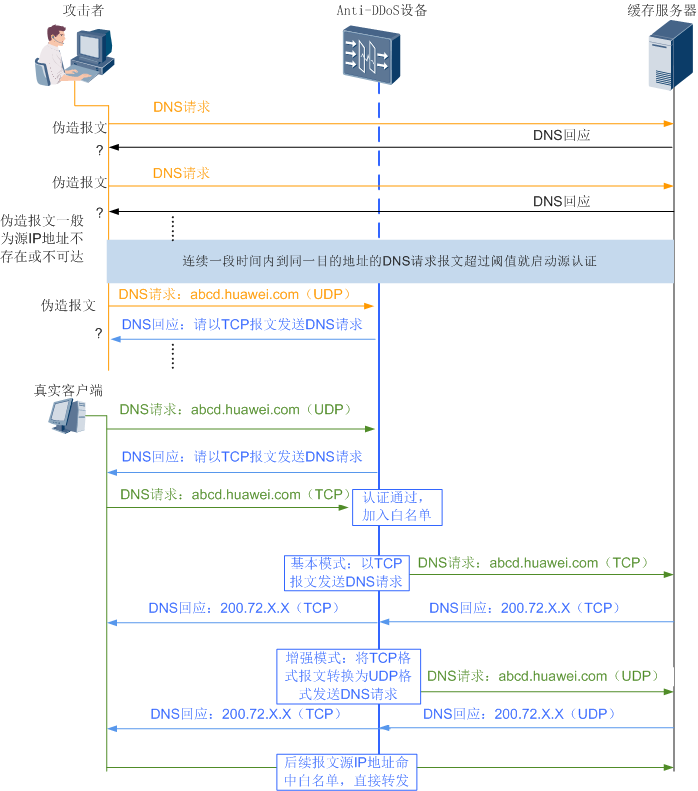 攻击者
Anti-DDoS设备
缓存服务器
DNS请求
伪造报文
DNS回应
?
DNS请求
伪造报文
DNS回应
?
伪造报文一般
为源IP地址不
存在或不可达
连续一段时间内到同一目的地址的DNS请求报文超过阈值就启动源认证
DNS请求：abcd.huawei.com（UDP）
伪造报文
DNS回应：请以TCP报文发送DNS请求
?
真实客户端
DNS请求：abcd.huawei.com（UDP）
DNS回应：请以TCP报文发送DNS请求
DNS请求：abcd.huawei.com（TCP）
认证通过，
加入白名单
基本模式：以TCP
报文发送DNS请求
DNS请求：abcd.huawei.com（TCP）
DNS回应：200.72.X.X（TCP）
DNS回应：200.72.X.X（TCP）
增强模式：将TCP格
式报文转换为UDP格
式发送DNS请求
DNS请求：abcd.huawei.com（UDP）
DNS回应：200.72.X.X（TCP）
DNS回应：200.72.X.X（UDP）
后续报文源IP地址命
中白名单，直接转发